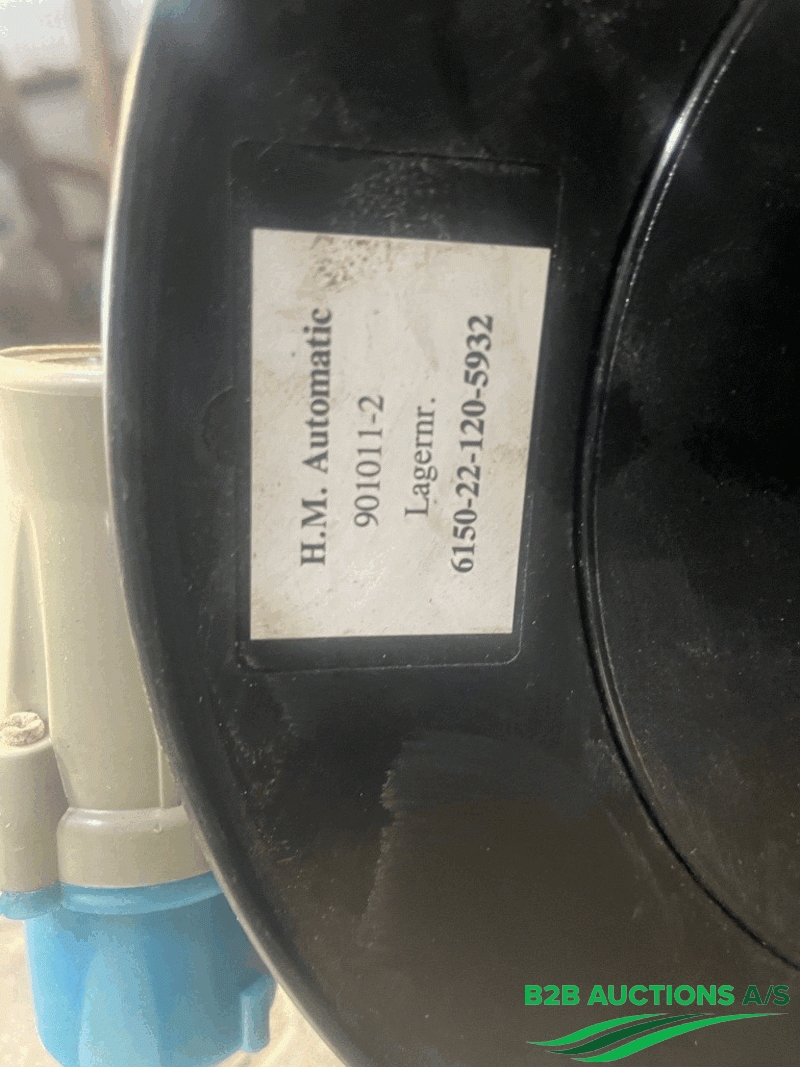 H.M. Automatic
901011-2
Lagernr.
6150-22-120-5932
B2B AUCTIONS A/S